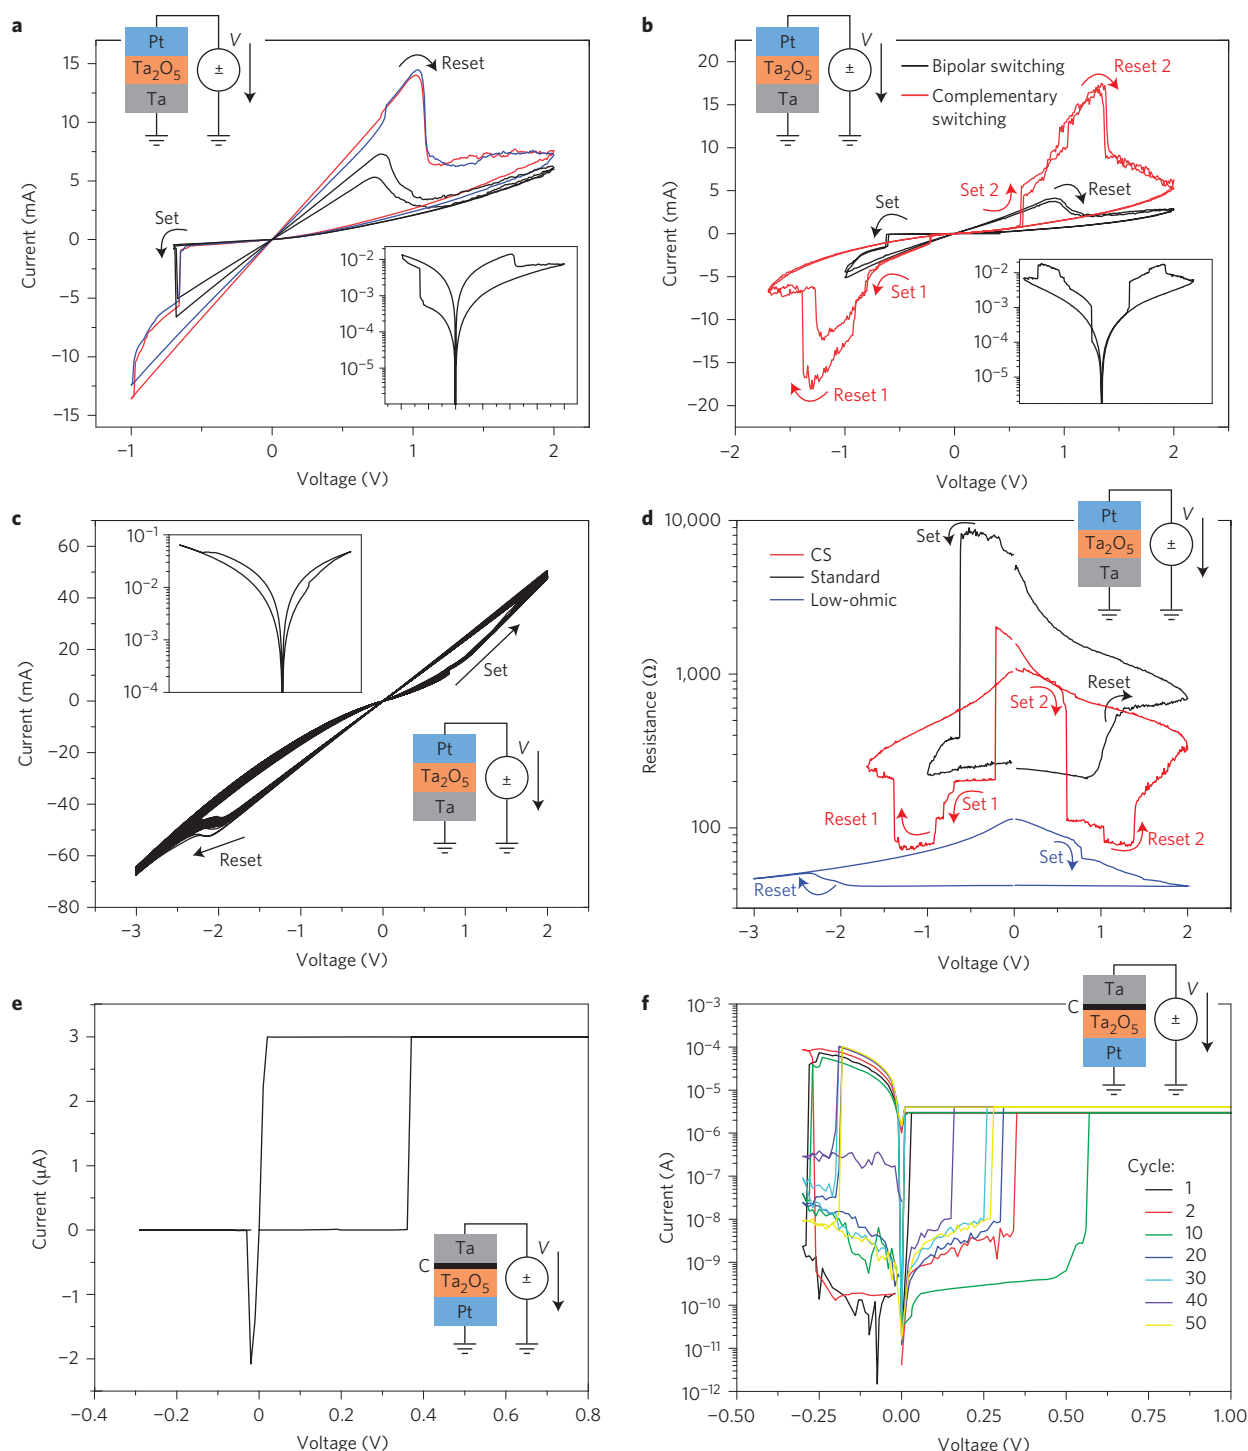 a
Pt
Ta2O5
Ta
V
±
Reset
Set
Current (mA)
15
10
5
0
−5
−10
−15
10−2
10−3
10−4
10−5
−1
0
1
2
Voltage (V)
b
Pt
Ta2O5
Ta
V
±
Bipolar switching
Complementary
switching
Reset 2
Set 2
Reset
Set
Set 1
Reset 1
Current (mA)
20
15
10
5
0
−5
−10
−15
−20
10−2
10−3
10−4
10−5
−2
−1
0
1
2
Voltage (V)
c
10−1
10−2
10−3
10−4
Current (mA)
60
40
20
0
−20
−40
−60
−80
Set
Reset
Pt
Ta2O5
Ta
V
±
−3
−2
−1
0
1
2
Voltage (V)
d
Pt
Ta2O5
Ta
V
±
CS
Standard
Low-ohmic
Set
Reset
Set 2
Set 1
Reset 1
Reset 2
Set
Reset
Resistance (Ω)
10,000
1,000
100
−3
−2
−1
0
1
2
Voltage (V)
e
Current (μA)
3
2
1
0
−1
−2
C
Ta
Ta2O5
Pt
V
±
−0.4
−0.2
0
0.2
0.4
0.6
0.8
Voltage (V)
f
C
Ta
Ta2O5
Pt
V
±
Current (A)
10−3
10−4
10−5
10−6
10−7
10−8
10−9
10−10
10−11
10−12
Cycle:
1
2
10
20
30
40
50
−0.50
−0.25
0.00
0.25
0.50
0.75
1.00
Voltage (V)